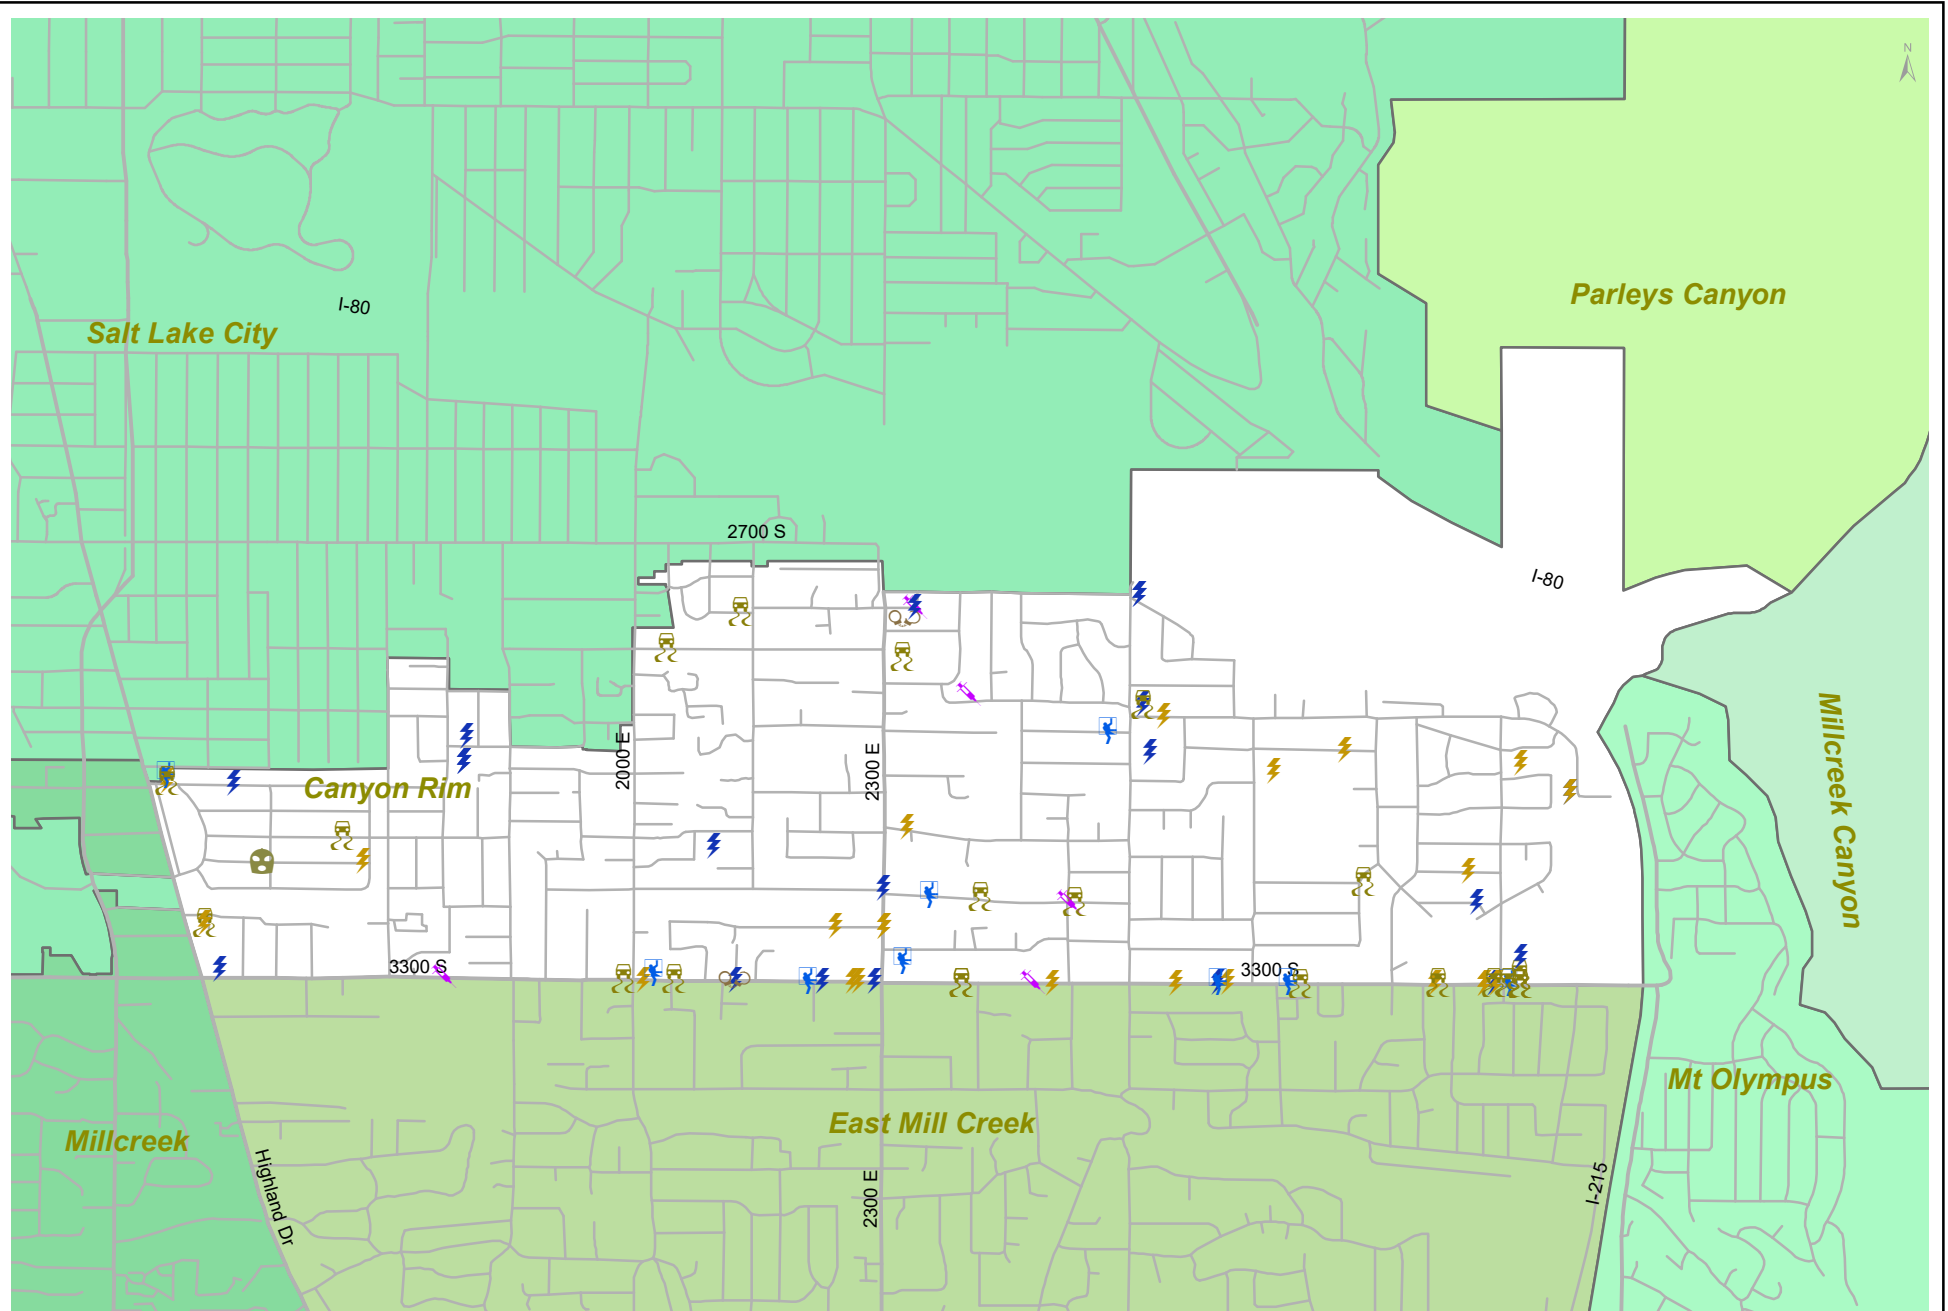 N
Parleys Canyon
I-80
Salt Lake City
2700 S
I-80
Canyon Rim
2000 E
2300 E
Millcreek Canyon
3300 S
3300 S
Mt Olympus
East Mill Creek
Millcreek
Highland Dr
2300 E
I-215